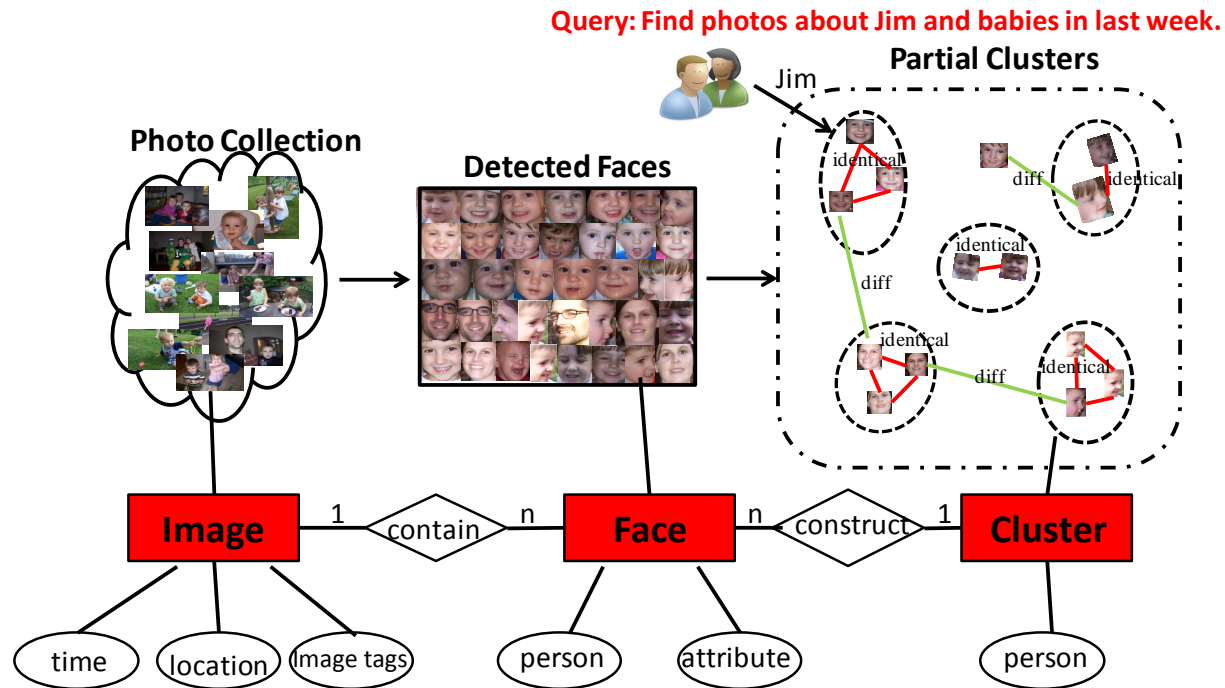 Query: Find photos about Jim and babies in last week.
Partial Clusters
Jim
Photo Collection
Detected Faces
identical
diff
identical
identical
diff
identical
identical
diff
Image
1
contain
n
Face
n
construct
1
Cluster
time
location
Image tags
person
attribute
person